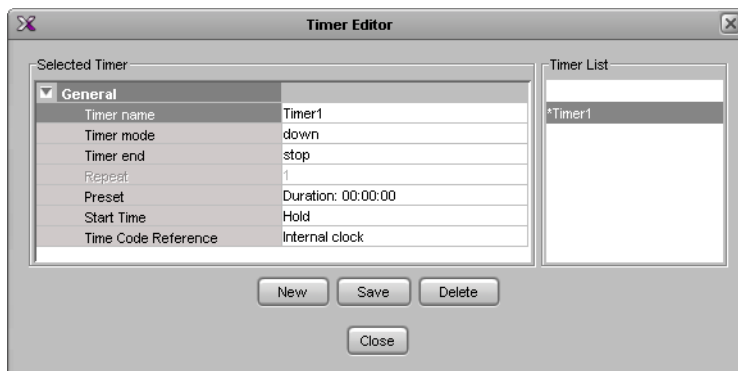 Timer Editor
Selected Timer
General
Timer name Timer1
Timer mode down
Timer end stop
Repeat 1
Preset Duration: 00:00:00
Start Time Hold
Time Code Reference Internal clock
Timer List
*Timer1
New Save Delete
Close